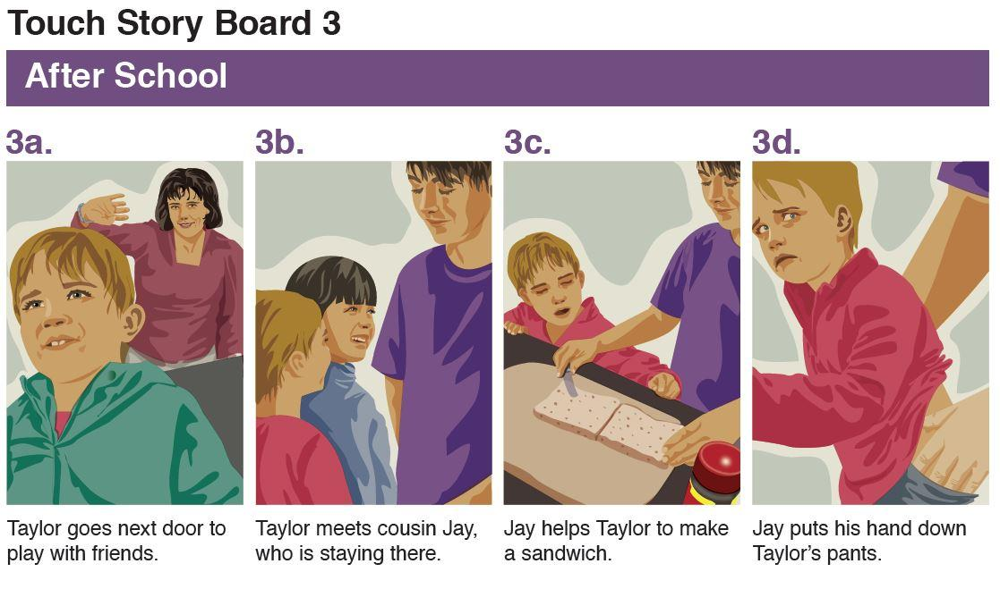 Touch Story Board 3
After School
3a.
3b.
3c.
3d.
Taylor goes next door to
play with friends.
Taylor meets cousin Jay,
who is staying there.
Jay helps Taylor to make
a sandwich.
Jay puts his hand down
Taylor’s pants.